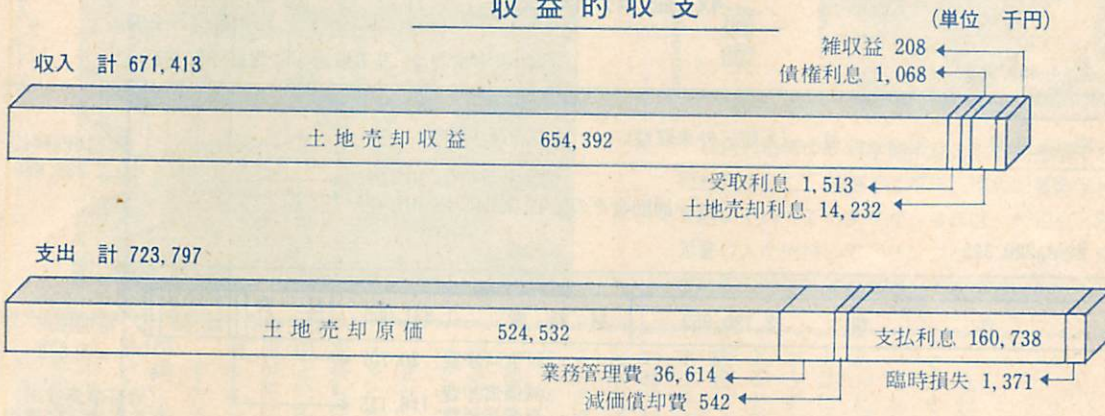 収益的収支
(単位 千円)
収入 計 671,413
雑収益 208
債権利息 1,068
土地売却収益 654,392
受取利息 1,513
土地売却利息 14,232
支出 計 723,797
土地売却原価 524,532
支払利息 160,738
業務管理費 36,614
臨時損失 1,371
減価償却費 542